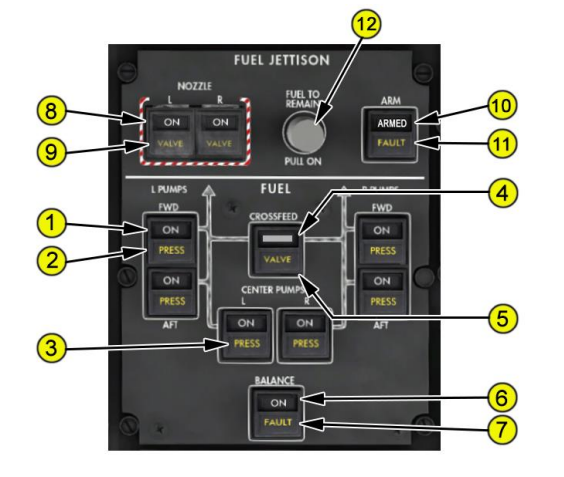 12
FUEL JETTISON
NOZZLE
L R
FUEL TO
REMAIN
ARM
8
ON ON
ARMED
10
9
VALVE VALVE
FAULT
11
PULL ON
L PUMPS
FUEL
R PUMPS
4
FWD
CROSSFEED
FWD
1
ON
ON
2
PRESS
VALVE
PRESS
ON
ON
CENTER PUMPS
PRESS
L R
PRESS
5
AFT
ON ON
AFT
3
PRESS PRESS
BALANCE
6
ON
FAULT
7